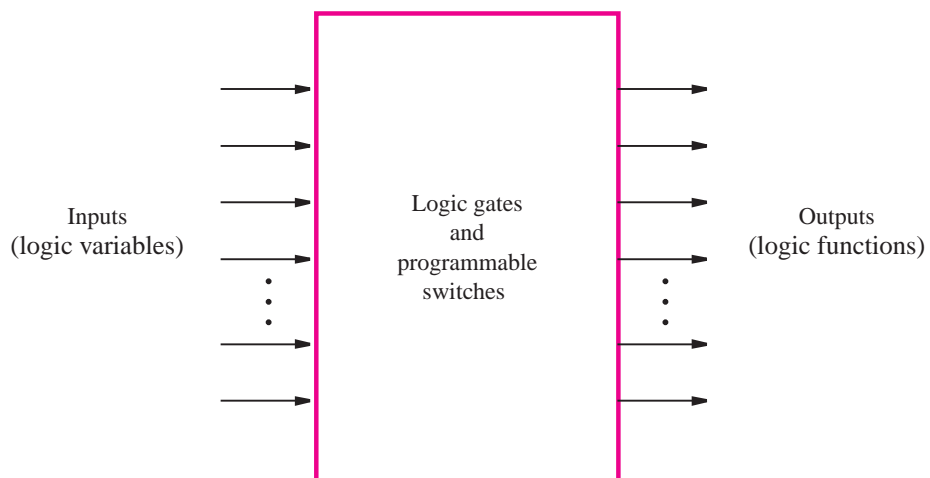 Inputs
(logic variables)
Logic gates
and
programmable
switches
Outputs
(logic functions)